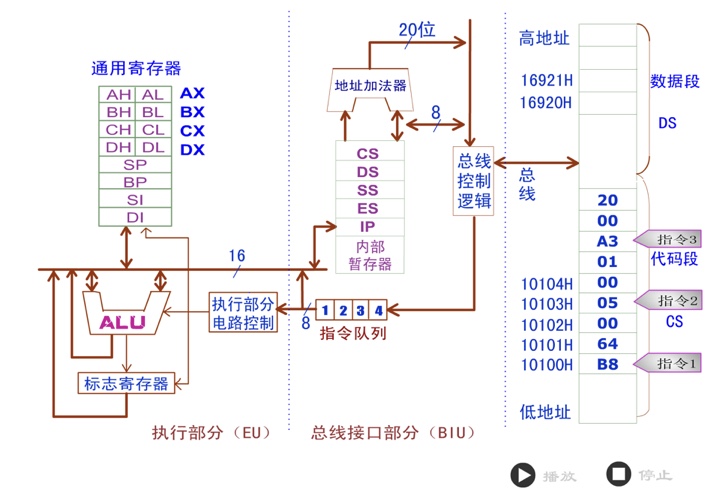 通用寄存器
AH AL AX
BH BL BX
CH CL CX
DH DL DX
SP
BP
SI
DI
16
ALU
执行部分
电路控制
标志寄存器
执行部分（EU）
20位
地址加法器
8
CS
DS
SS
ES
IP
内部
暂存器
总线
控制
逻辑
8
1 2 3 4
指令队列
总线接口部分（BIU）
总
线
高地址
16921H
16920H
数据段
DS
20
00
A3 指令3
01 代码段
10104H 00
10103H 05 指令2
10102H 00 CS
10101H 64
10100H B8 指令1
低地址
播放 停止